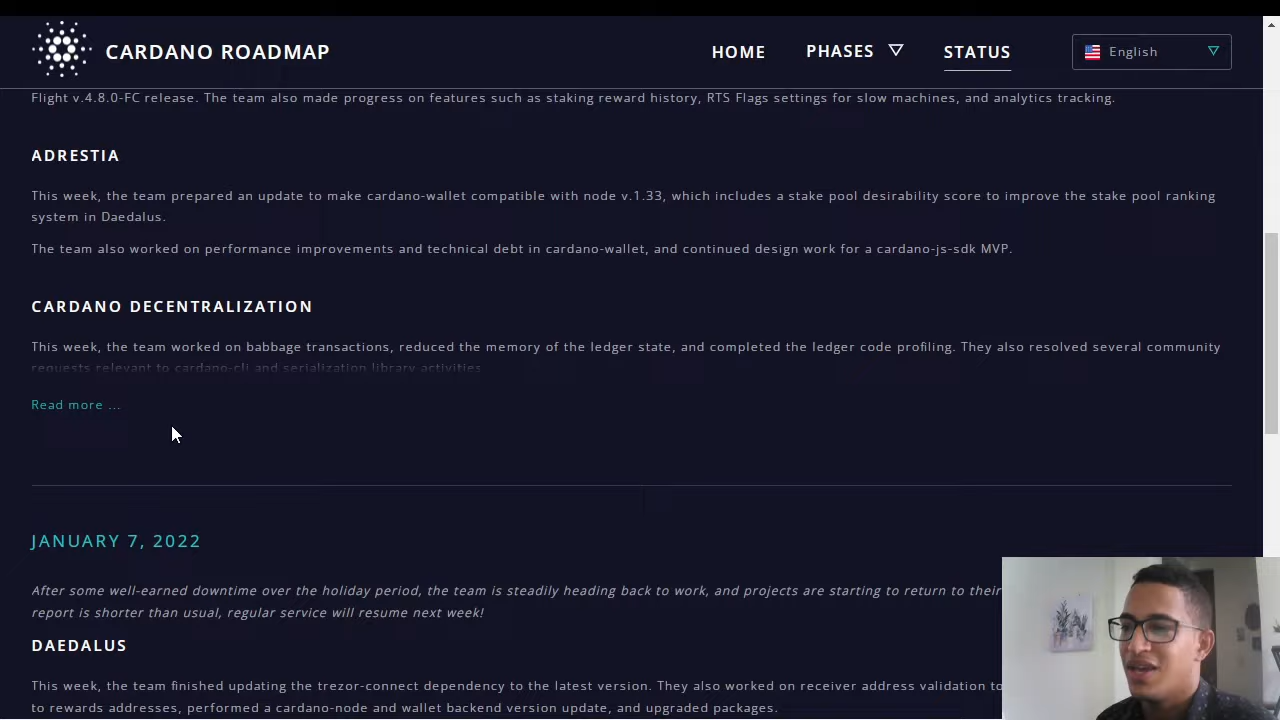 CARDANO ROADMAP
HOME
PHASES
STATUS
English
Flight v.4.8.0-FC release. The team also made progress on features such as staking reward history, RTS Flags settings for slow machines, and analytics tracking.
ADRESTIA
This week, the team prepared an update to make cardano-wallet compatible with node v.1.33, which includes a stake pool desirability score to improve the stake pool ranking
system in Daedalus.
The team also worked on performance improvements and technical debt in cardano-wallet, and continued design work for a cardano-js-sdk MVP.
CARDANO DECENTRALIZATION
This week, the team worked on babbage transactions, reduced the memory of the ledger state, and completed the ledger code profiling. They also resolved several community
requests relevant to cardano-cli and serialization library activities
Read more ...
JANUARY 7, 2022
After some well-earned downtime over the holiday period, the team is steadily heading back to work, and projects are starting to return to their
report is shorter than usual, regular service will resume next week!
DAEDALUS
This week, the team finished updating the trezor-connect dependency to the latest version. They also worked on receiver address validation to
to rewards addresses, performed a cardano-node and wallet backend version update, and upgraded packages.